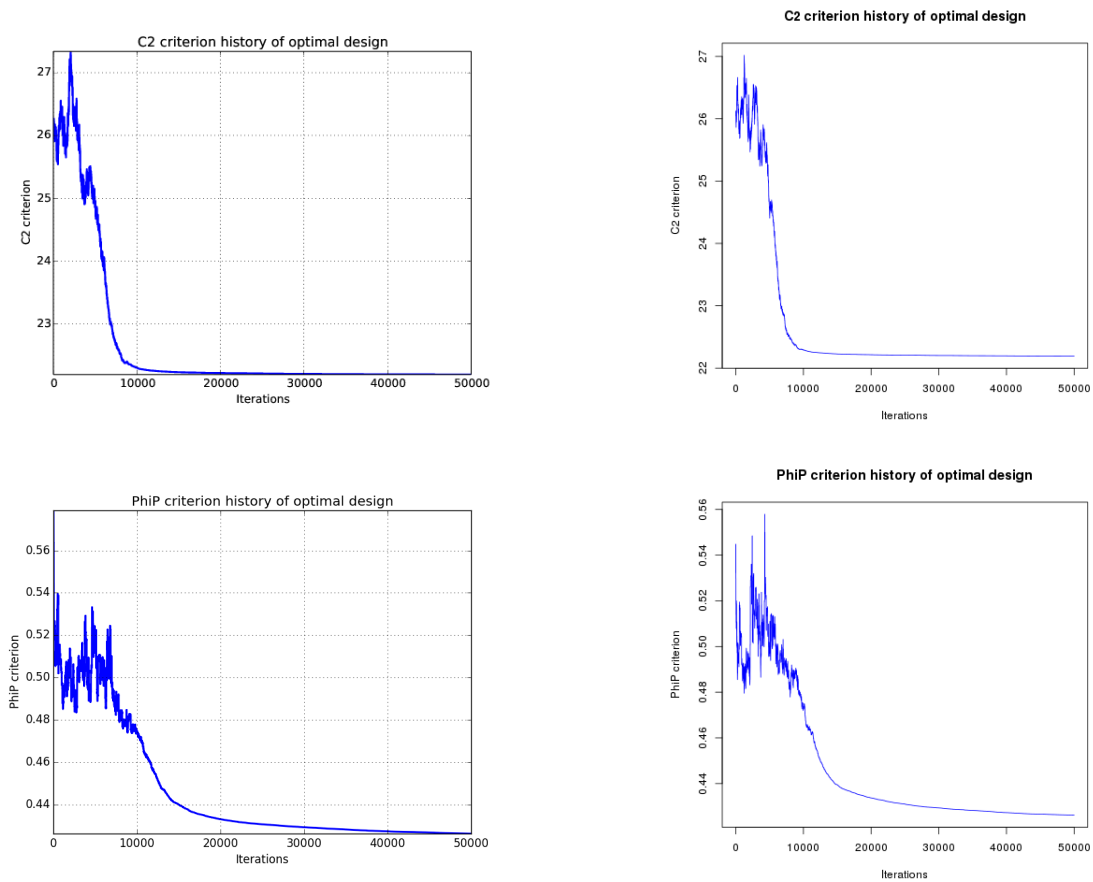 C2 criterion history of optimal design
27
26
25
24
23
C2 criterion
0 10000 20000 30000 40000 50000
Iterations
C2 criterion history of optimal design
27
26
25
24
23
22
C2 criterion
0 10000 20000 30000 40000 50000
Iterations
PhiP criterion history of optimal design
0.56
0.54
0.52
0.50
0.48
0.46
0.44
PhiP criterion
0 10000 20000 30000 40000 50000
Iterations
PhiP criterion history of optimal design
0.56
0.54
0.52
0.50
0.48
0.46
0.44
PhiP criterion
0 10000 20000 30000 40000 50000
Iterations